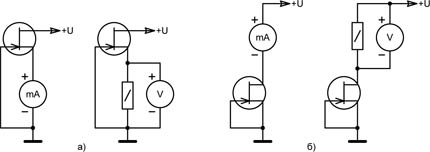 +U +U +U +U
+ mA −
+ V −
+ mA −
+ V −
а) б)